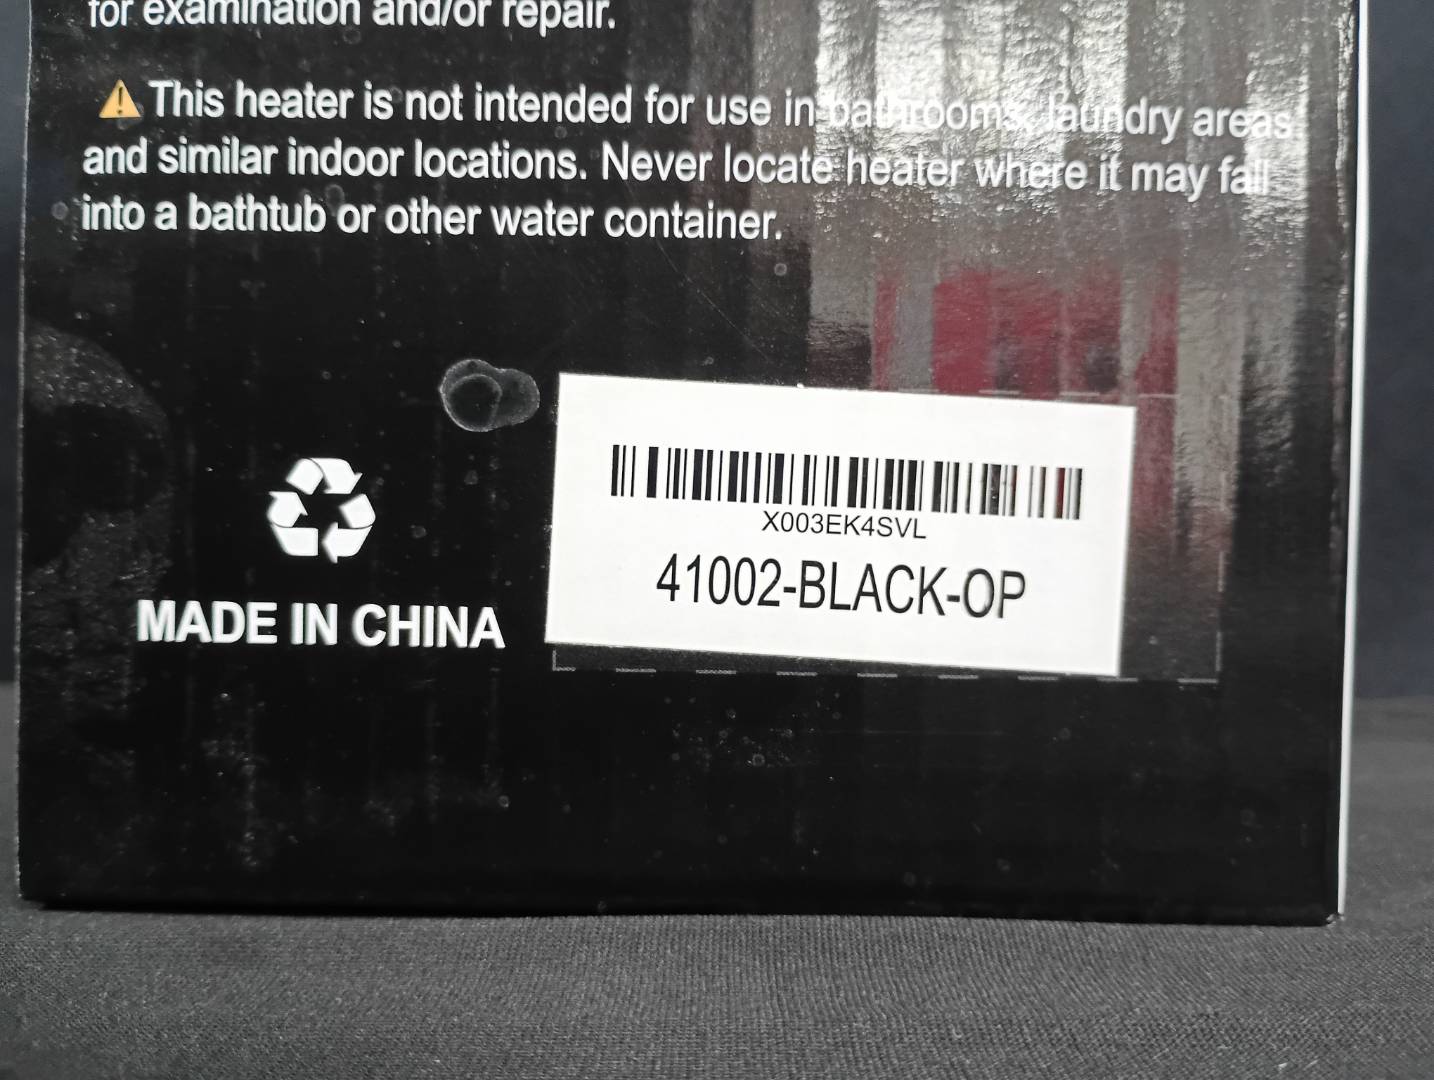 for examination and/or repair.
This heater is not intended for use in bathrooms, laundry areas
and similar indoor locations. Never locate heater where it may fall
into a bathtub or other water container.
X003EK4SVL
41002-BLACK-OP
MADE IN CHINA